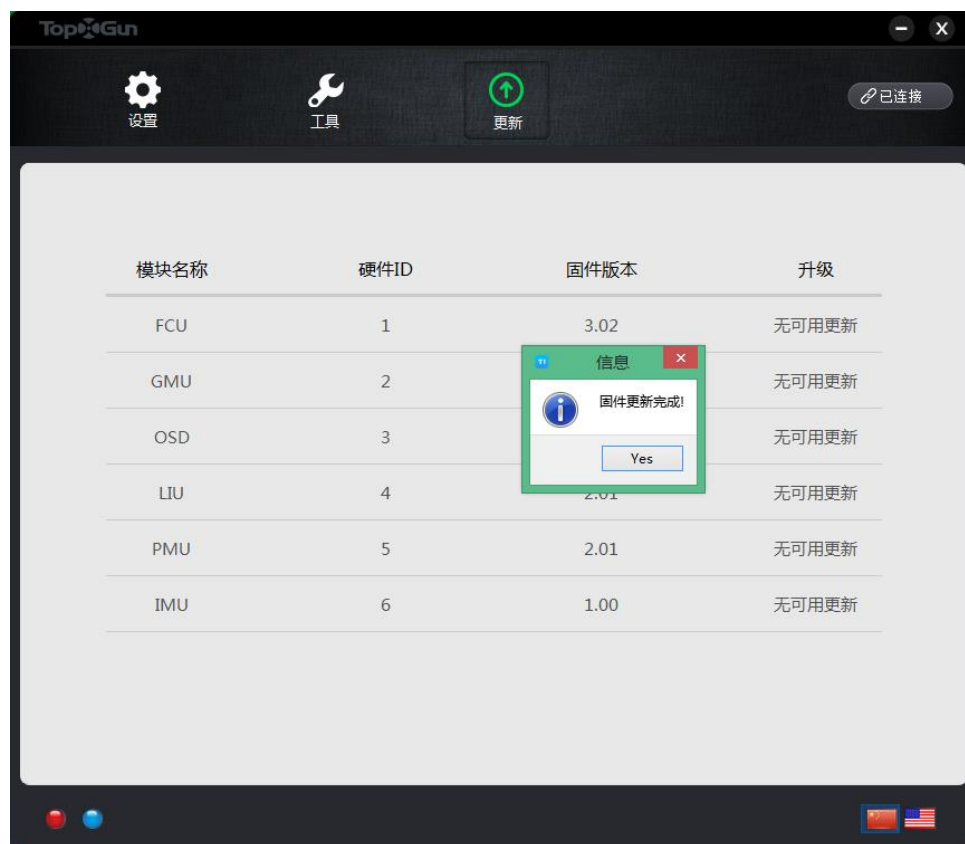 TopXGun
设置
工具
更新
已连接
模块名称 硬件ID 固件版本 升级
FCU 1 3.02 无可用更新
信息
GMU 2 无可用更新
固件更新完成!
OSD 3 无可用更新
Yes
LIU 4 2.01 无可用更新
PMU 5 2.01 无可用更新
IMU 6 1.00 无可用更新